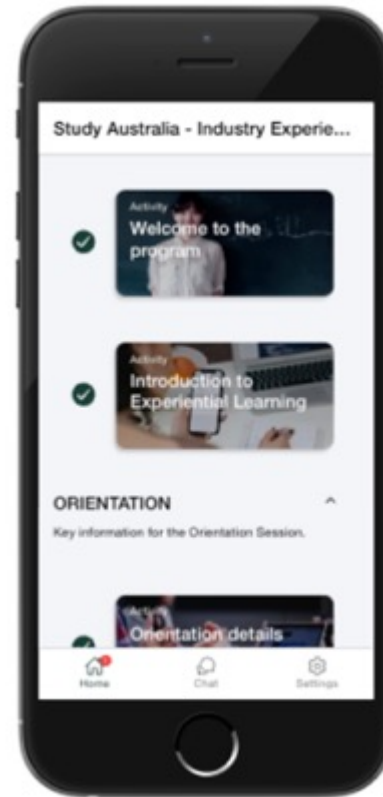 Study Australia - Industry Experie...
Activity
Welcome to the
program
Activity
Introduction to
Experiential Learning
ORIENTATION
Key information for the Orientation Session.
Activity
Orientation details
Home
Chat
Settings